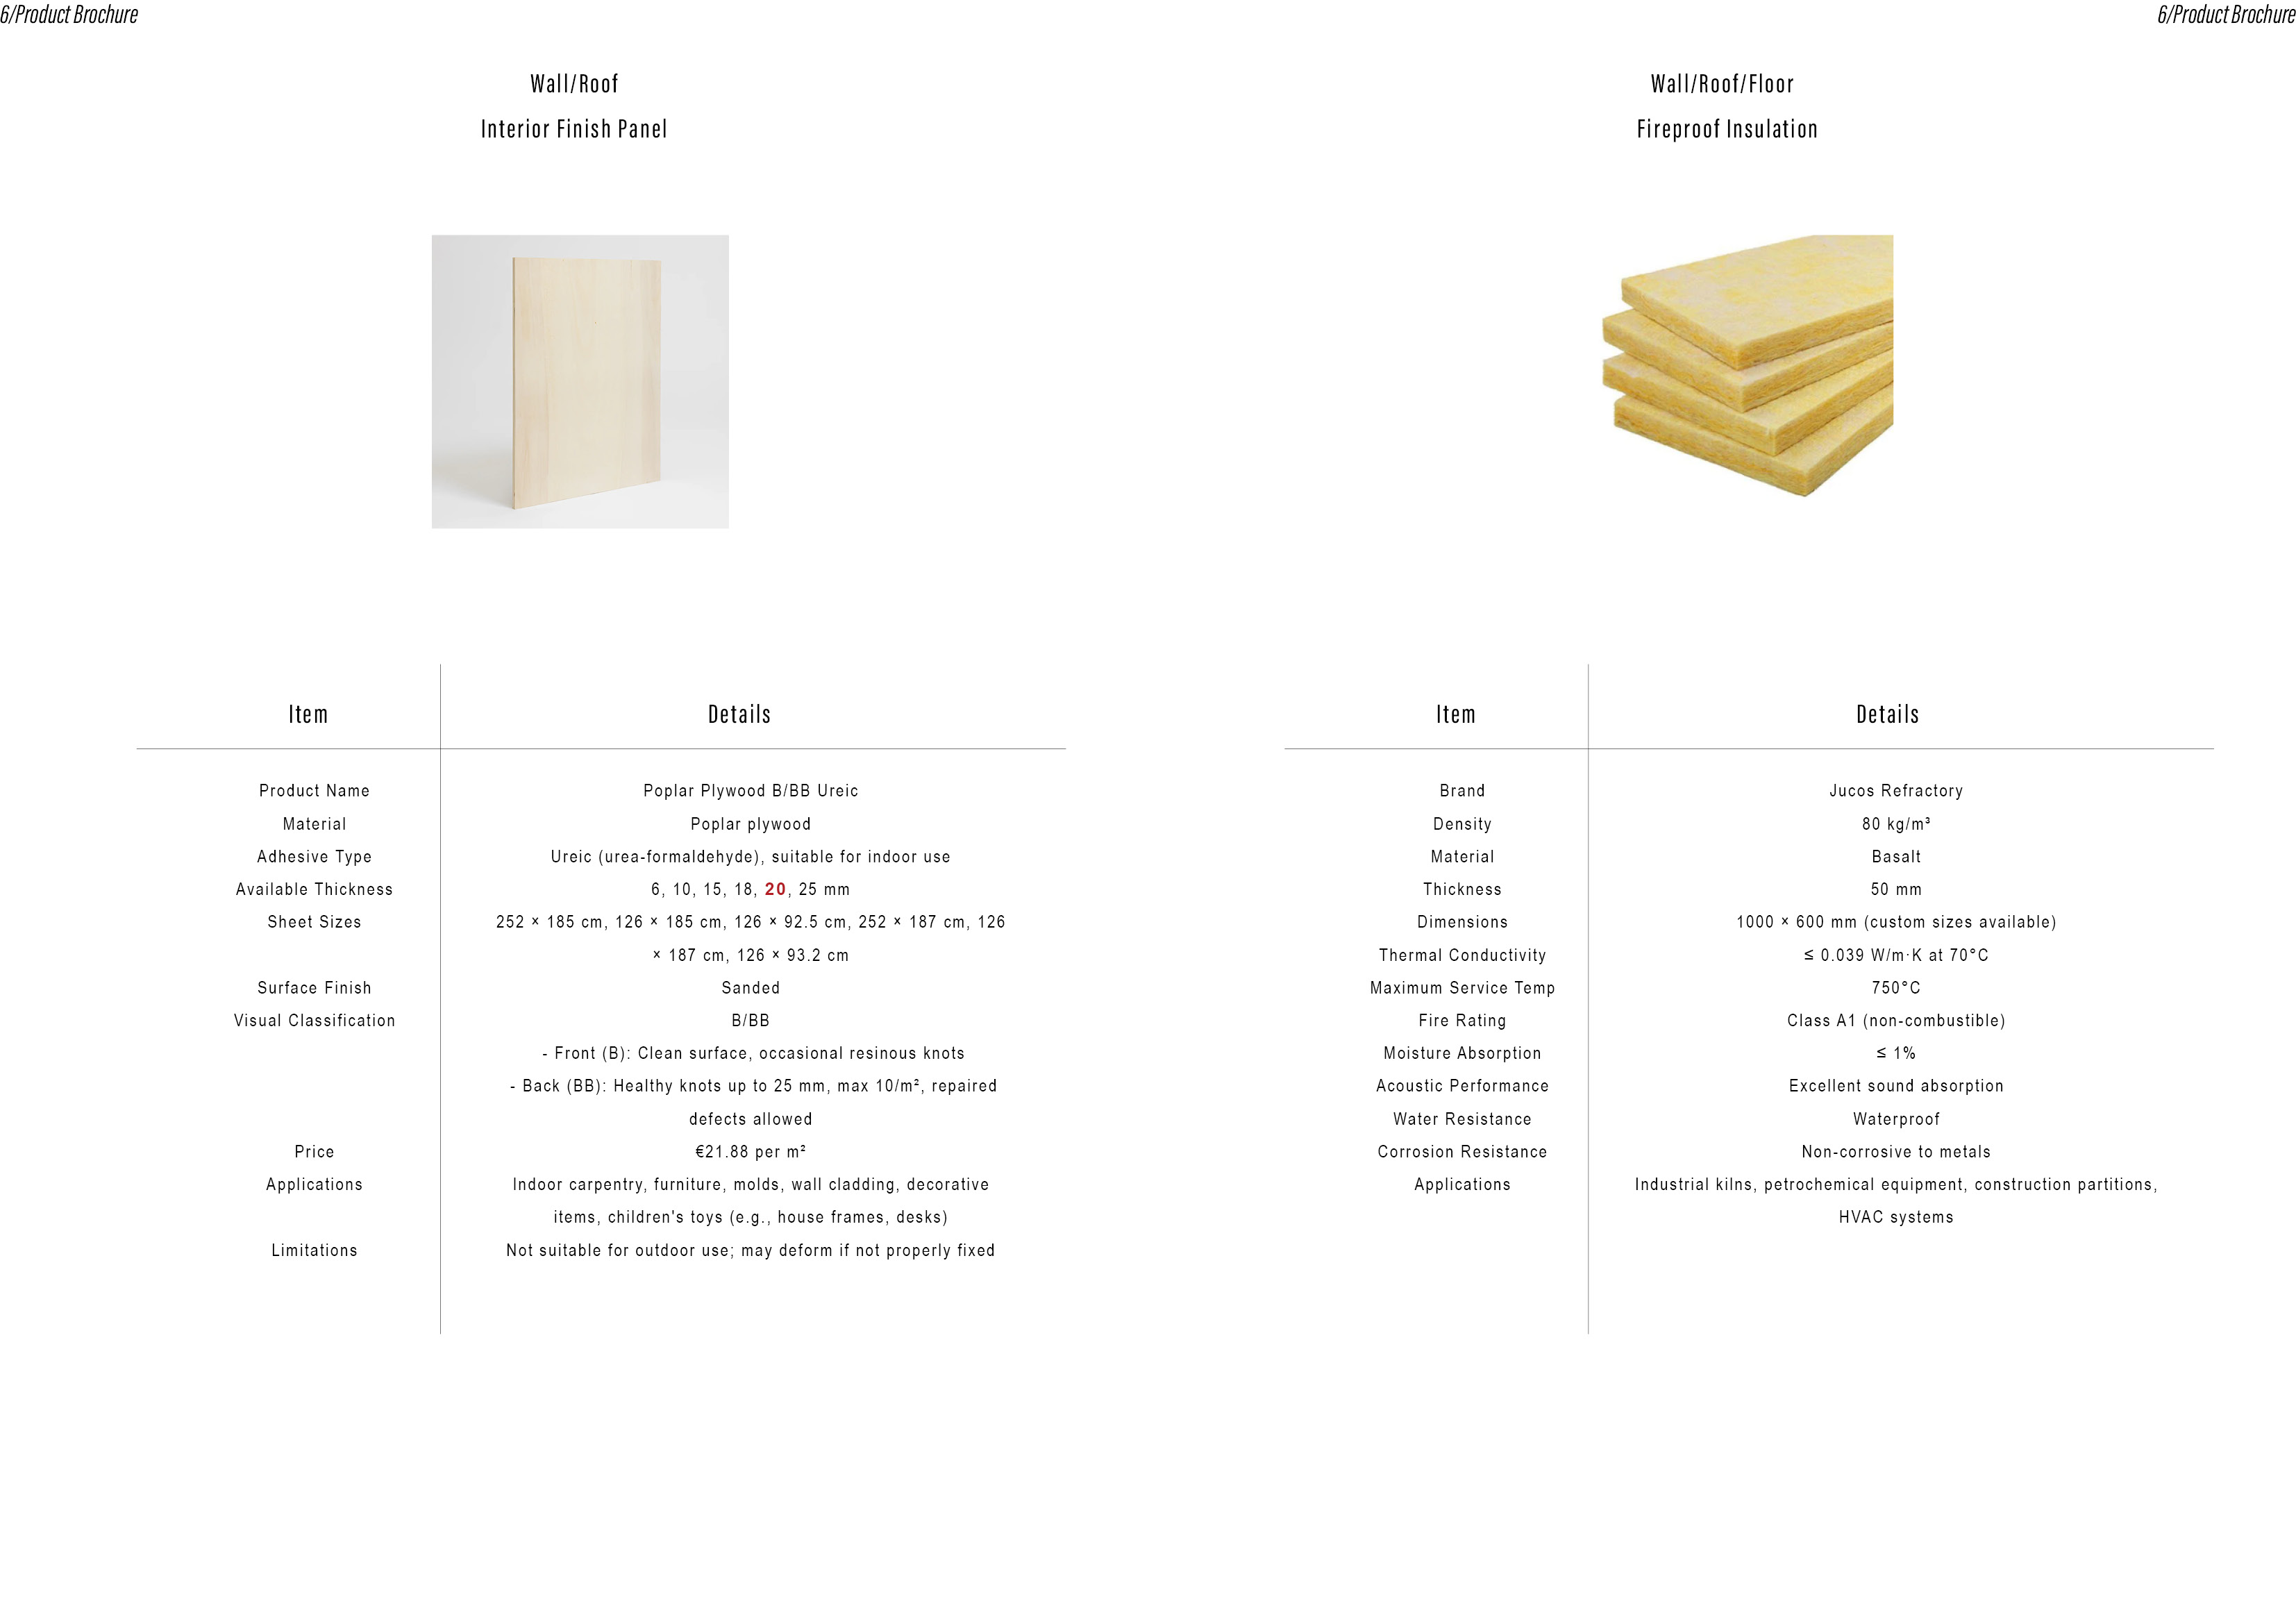 6/Product Brochure
6/Product Brochure
Wall/Roof
Interior Finish Panel
Item
Details
Product Name
Poplar Plywood B/BB Ureic
Material
Poplar plywood
Adhesive Type
Ureic (urea-formaldehyde), suitable for indoor use
Available Thickness
6, 10, 15, 18, 20, 25 mm
Sheet Sizes
252 × 185 cm, 126 × 185 cm, 126 × 92.5 cm, 252 × 187 cm, 126
× 187 cm, 126 × 93.2 cm
Surface Finish
Sanded
Visual Classification
B/BB
- Front (B): Clean surface, occasional resinous knots
- Back (BB): Healthy knots up to 25 mm, max 10/m², repaired
defects allowed
Price
€21.88 per m²
Applications
Indoor carpentry, furniture, molds, wall cladding, decorative
items, children's toys (e.g., house frames, desks)
Limitations
Not suitable for outdoor use; may deform if not properly fixed
Wall/Roof/Floor
Fireproof Insulation
Item
Details
Brand
Jucos Refractory
Density
80 kg/m³
Material
Basalt
Thickness
50 mm
Dimensions
1000 × 600 mm (custom sizes available)
Thermal Conductivity
≤ 0.039 W/m·K at 70°C
Maximum Service Temp
750°C
Fire Rating
Class A1 (non-combustible)
Moisture Absorption
≤ 1%
Acoustic Performance
Excellent sound absorption
Water Resistance
Waterproof
Corrosion Resistance
Non-corrosive to metals
Applications
Industrial kilns, petrochemical equipment, construction partitions,
HVAC systems